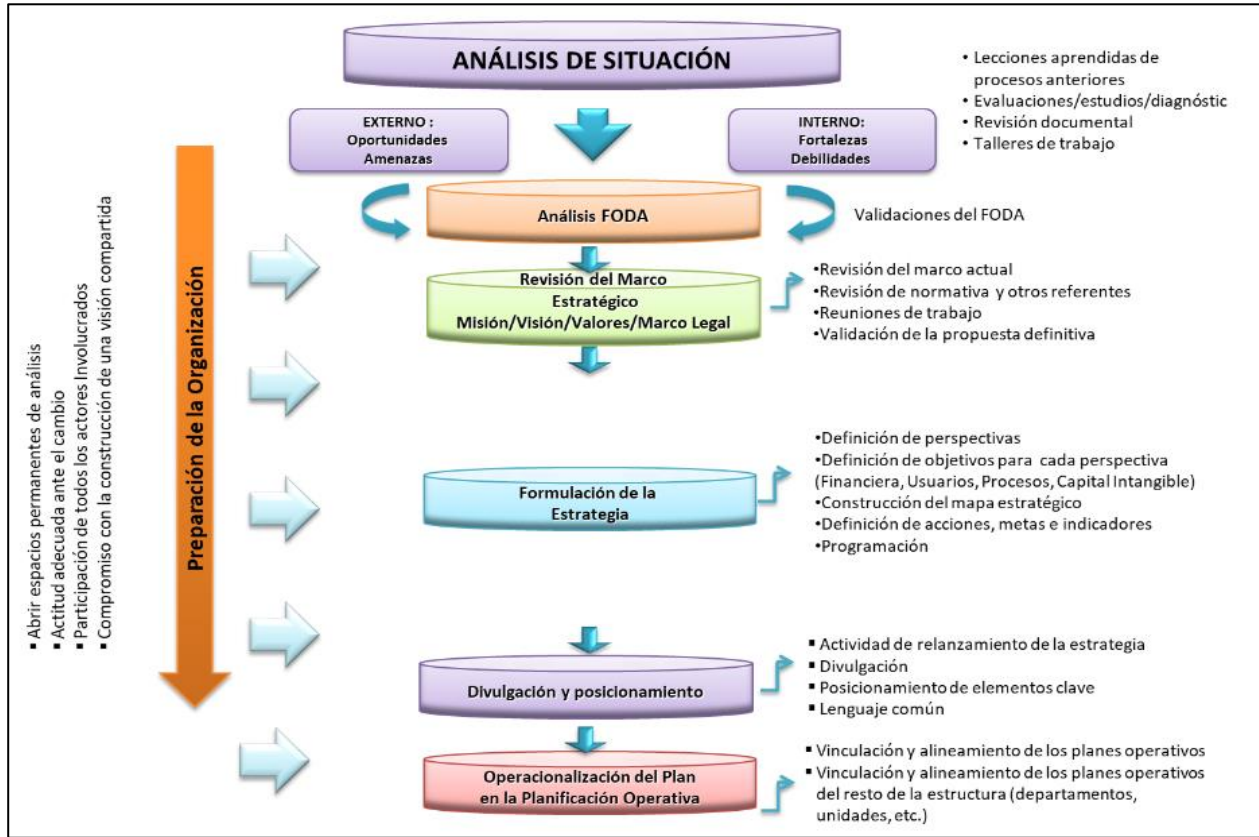 ANÁLISIS DE SITUACIÓN
• Lecciones aprendidas de
procesos anteriores
• Evaluaciones/estudios/diagnóstic
• Revisión documental
• Talleres de trabajo
EXTERNO :
Oportunidades
Amenazas
INTERNO:
Fortalezas
Debilidades
Análisis FODA
Validaciones del FODA
Revisión del Marco
Estratégico
Misión/Visión/Valores/Marco Legal
•Revisión del marco actual
•Revisión de normativa y otros referentes
•Reuniones de trabajo
•Validación de la propuesta definitiva
Preparación de la Organización
▪ Abrir espacios permanentes de análisis
▪ Actitud adecuada ante el cambio
▪ Participación de todos los actores Involucrados
▪ Compromiso con la construcción de una visión compartida
Formulación de la
Estrategia
•Definición de perspectivas
•Definición de objetivos para cada perspectiva
(Financiera, Usuarios, Procesos, Capital Intangible)
•Construcción del mapa estratégico
•Definición de acciones, metas e indicadores
•Programación
Divulgación y posicionamiento
▪ Actividad de relanzamiento de la estrategia
▪ Divulgación
▪ Posicionamiento de elementos clave
▪ Lenguaje común
Operacionalización del Plan
en la Planificación Operativa
▪ Vinculación y alineamiento de los planes operativos
▪ Vinculación y alineamiento de los planes operativos
del resto de la estructura (departamentos,
unidades, etc.)